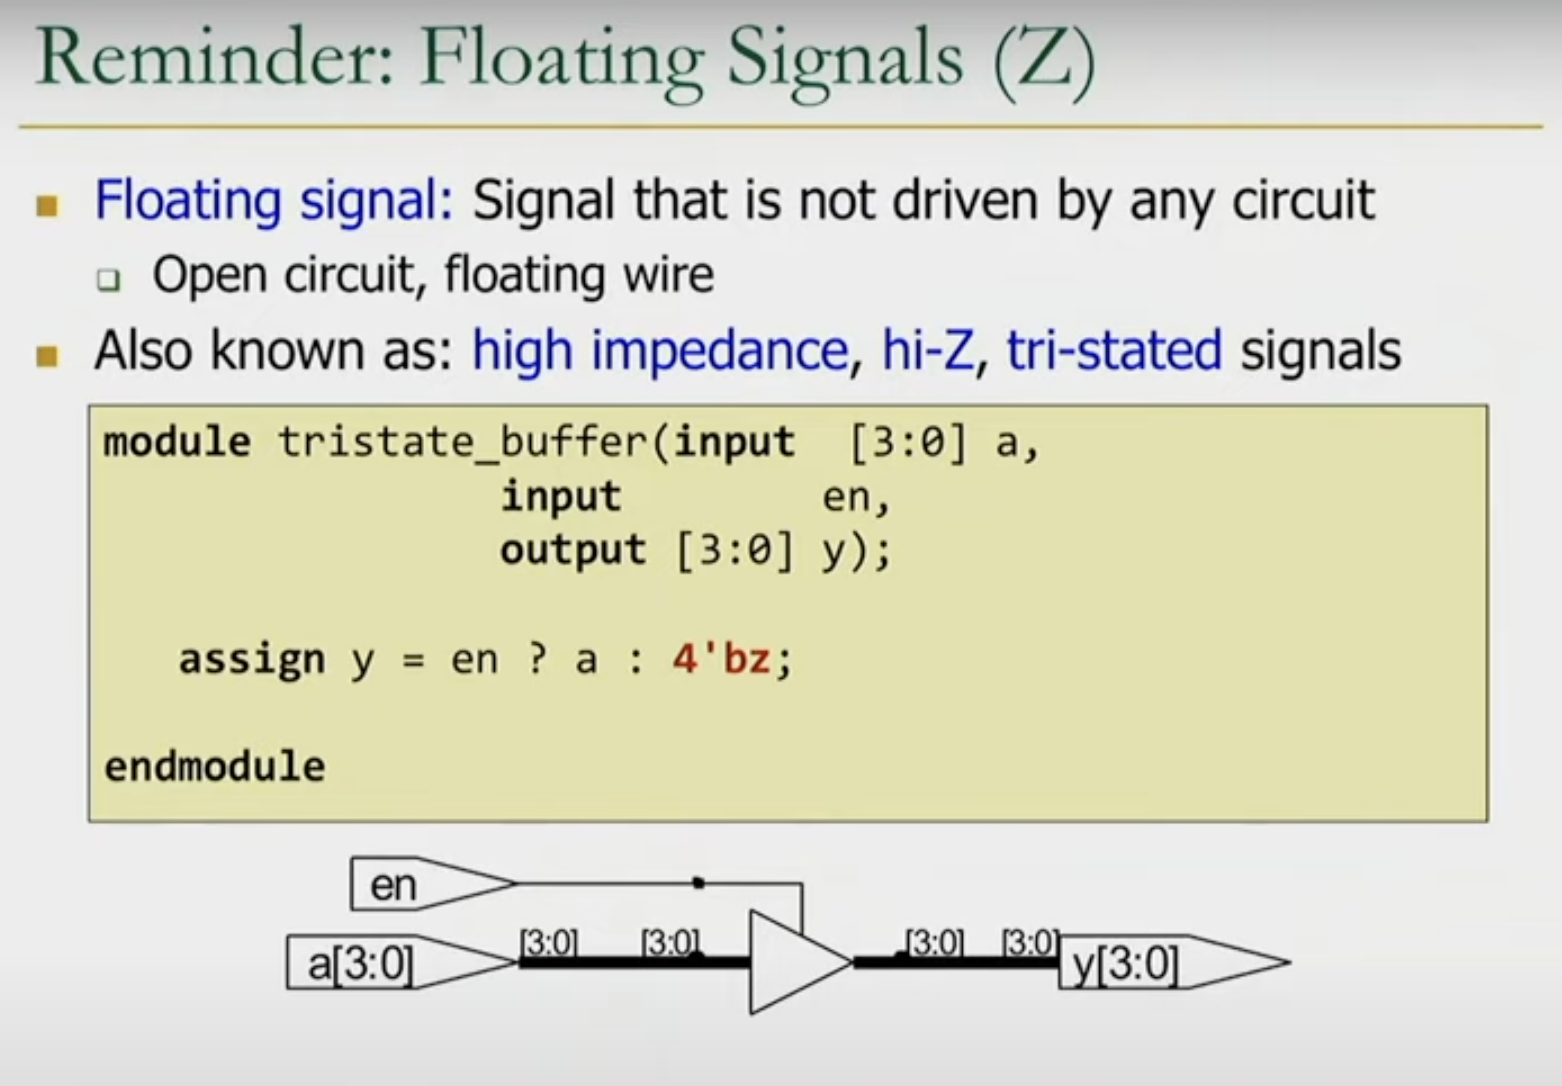 Reminder: Floating Signals (Z)
Floating signal: Signal that is not driven by any circuit
Open circuit, floating wire
Also known as: high impedance, hi-Z, tri-stated signals
module tristate_buffer(input  [3:0] a,
input        en,
output [3:0] y);
assign y = en ? a : 4'bz;
endmodule
en
[3:0] [3:0] [3:0] [3:0]
a[3:0] y[3:0]